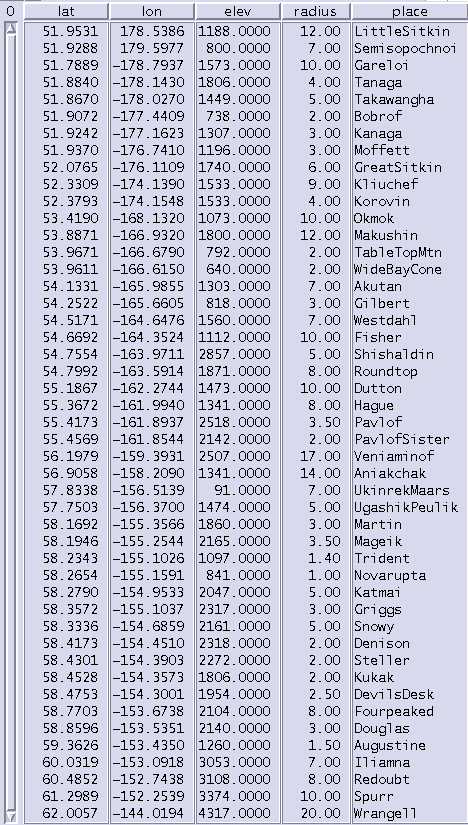 0 lat lon elev radius place
51.9531 178.5386 1188.0000 12.00 LittleSitkin
51.9288 179.5977 800.0000 7.00 Semisopochnoi
51.7889 -178.7937 1573.0000 10.00 Gareloi
51.8840 -178.1430 1806.0000 4.00 Tanaga
51.8670 -178.0270 1449.0000 5.00 Takawangha
51.9072 -177.4409 738.0000 2.00 Bobrof
51.9242 -177.1623 1307.0000 3.00 Kanaga
51.9370 -176.7410 1196.0000 3.00 Moffett
52.0765 -176.1109 1740.0000 6.00 GreatSitkin
52.3309 -174.1390 1533.0000 9.00 Kliuchef
52.3793 -174.1548 1533.0000 4.00 Korovin
53.4190 -168.1320 1073.0000 10.00 Okmok
53.8871 -166.9320 1800.0000 12.00 Makushin
53.9671 -166.6790 792.0000 2.00 TableTopMtn
53.9611 -166.6150 640.0000 2.00 WideBayCone
54.1331 -165.9855 1303.0000 7.00 Akutan
54.2522 -165.6605 818.0000 3.00 Gilbert
54.5171 -164.6476 1560.0000 7.00 Westdahl
54.6692 -164.3524 1112.0000 10.00 Fisher
54.7554 -163.9711 2857.0000 5.00 Shishaldin
54.7992 -163.5914 1871.0000 8.00 Roundtop
55.1867 -162.2744 1473.0000 10.00 Dutton
55.3672 -161.9940 1341.0000 8.00 Hague
55.4173 -161.8937 2518.0000 3.50 Pavlof
55.4569 -161.8544 2142.0000 2.00 PavlofSister
56.1979 -159.3931 2507.0000 17.00 Veniaminof
56.9058 -158.2090 1341.0000 14.00 Aniakchak
57.8338 -156.5139 91.0000 7.00 UkinrekMaars
57.7503 -156.3700 1474.0000 5.00 UgashikPeulik
58.1692 -155.3566 1860.0000 3.00 Martin
58.1946 -155.2544 2165.0000 3.50 Mageik
58.2343 -155.1026 1097.0000 1.40 Trident
58.2654 -155.1591 841.0000 1.00 Novarupta
58.2790 -154.9533 2047.0000 5.00 Katmai
58.3572 -155.1037 2317.0000 3.00 Griggs
58.3336 -154.6859 2161.0000 5.00 Snowy
58.4173 -154.4510 2318.0000 2.00 Denison
58.4301 -154.3903 2272.0000 2.00 Steller
58.4528 -154.3573 1806.0000 2.00 Kukak
58.4753 -154.3001 1954.0000 2.50 DevilsDesk
58.7703 -153.6738 2104.0000 8.00 Fourpeaked
58.8596 -153.5351 2140.0000 3.00 Douglas
59.3626 -153.4350 1260.0000 1.50 Augustine
60.0319 -153.0918 3053.0000 7.00 Iliamna
60.4852 -152.7438 3108.0000 8.00 Redoubt
61.2989 -152.2539 3374.0000 10.00 Spurr
62.0057 -144.0194 4317.0000 20.00 Wrangell